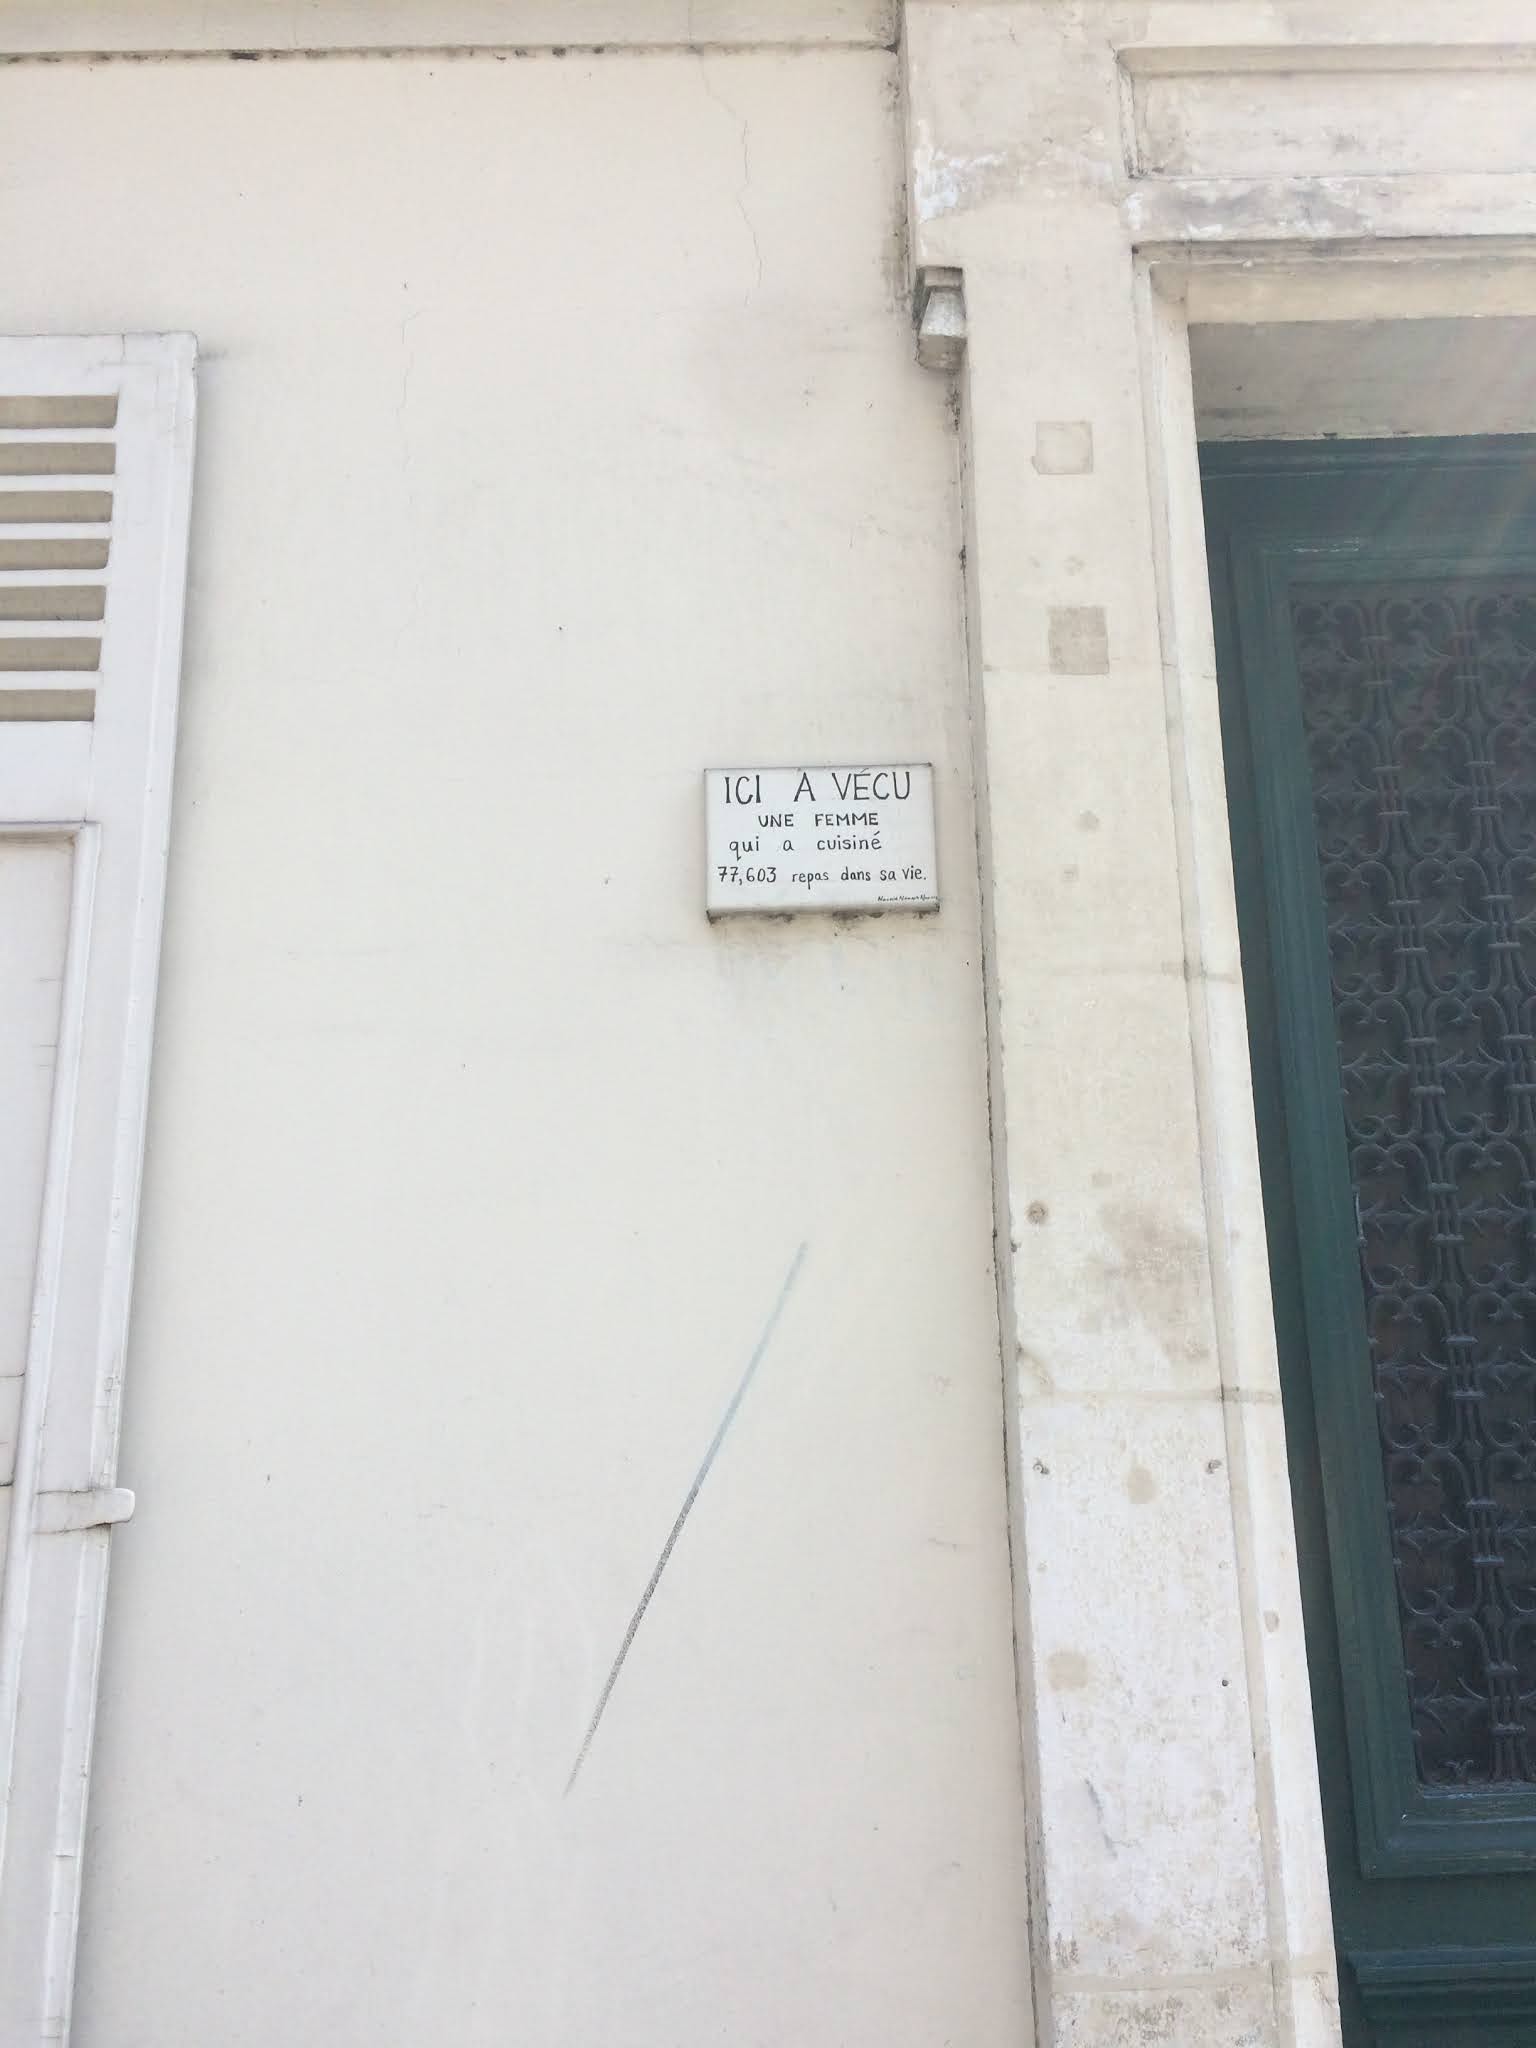 ICI A VÉCU
UNE FEMME
qui a cuisiné
77,603 repas dans sa vie.